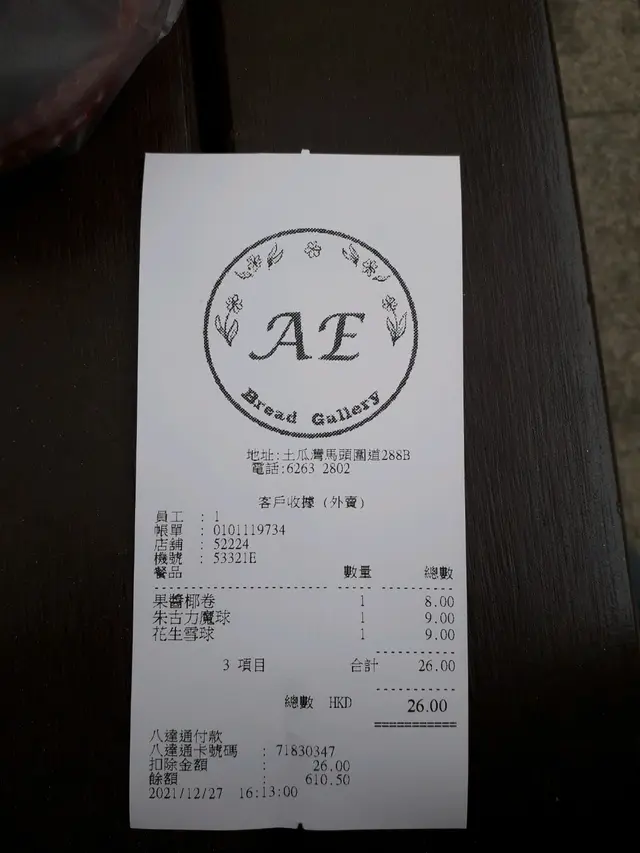 AE
Bread Gallery
地址:土瓜灣馬頭圍道288B
電話:6263 2802
客戶收據 (外賣)
員工 : 1
帳單 : 0101119734
店舖 : 52224
機號 : 53321E
餐品 數量 總數
果醬椰卷 1 8.00
朱古力魔球 1 9.00
花生雪球 1 9.00
3 項目 合計 26.00
總數 HKD 26.00
八達通付款
八達通卡號碼 : 71830347
扣除金額 : 26.00
餘額 : 610.50
2021/12/27 16:13:00